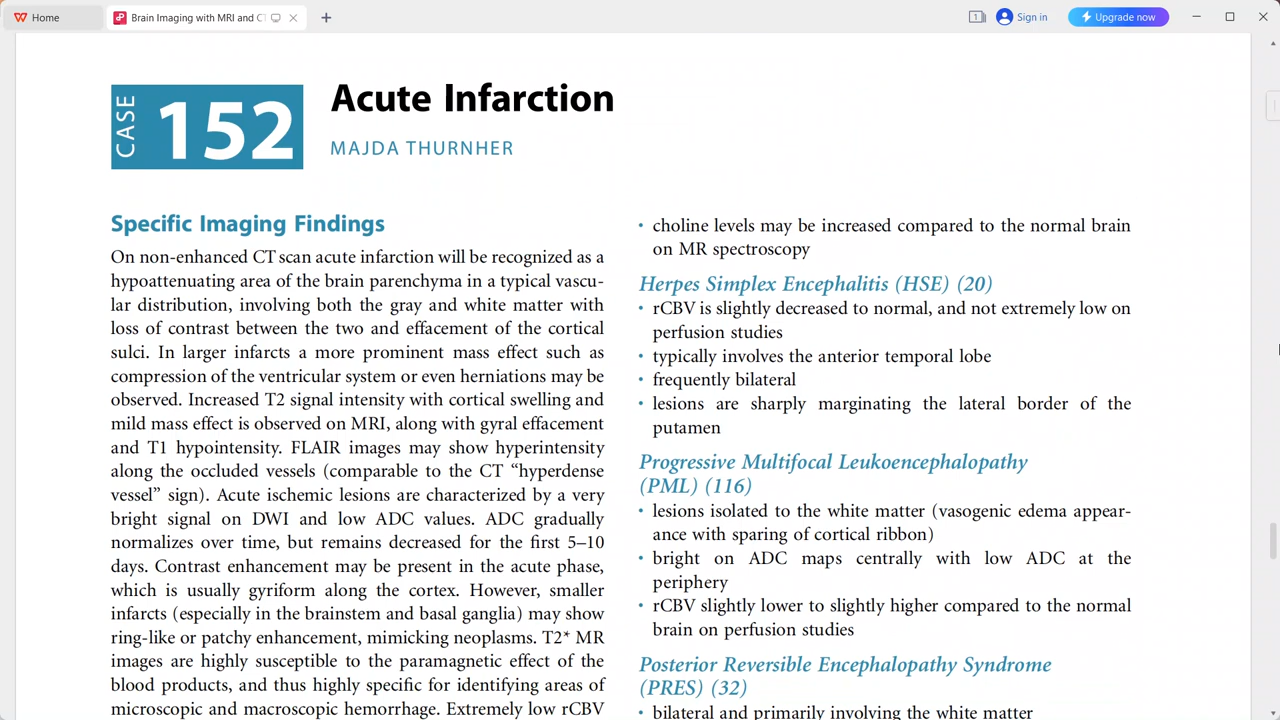 Home
Brain Imaging with MRI and C
1
Sign in
Upgrade now
CASE
152
Acute Infarction
MAJDA THURNHER
Specific Imaging Findings
On non-enhanced CT scan acute infarction will be recognized as a
hypoattenuating area of the brain parenchyma in a typical vascu-
lar distribution, involving both the gray and white matter with
loss of contrast between the two and effacement of the cortical
sulci. In larger infarcts a more prominent mass effect such as
compression of the ventricular system or even herniations may be
observed. Increased T2 signal intensity with cortical swelling and
mild mass effect is observed on MRI, along with gyral effacement
and T1 hypointensity. FLAIR images may show hyperintensity
along the occluded vessels (comparable to the CT “hyperdense
vessel” sign). Acute ischemic lesions are characterized by a very
bright signal on DWI and low ADC values. ADC gradually
normalizes over time, but remains decreased for the first 5–10
days. Contrast enhancement may be present in the acute phase,
which is usually gyriform along the cortex. However, smaller
infarcts (especially in the brainstem and basal ganglia) may show
ring-like or patchy enhancement, mimicking neoplasms. T2* MR
images are highly susceptible to the paramagnetic effect of the
blood products, and thus highly specific for identifying areas of
microscopic and macroscopic hemorrhage. Extremely low rCBV
• choline levels may be increased compared to the normal brain
on MR spectroscopy
Herpes Simplex Encephalitis (HSE) (20)
• rCBV is slightly decreased to normal, and not extremely low on
perfusion studies
• typically involves the anterior temporal lobe
• frequently bilateral
• lesions are sharply marginating the lateral border of the
putamen
Progressive Multifocal Leukoencephalopathy
(PML) (116)
• lesions isolated to the white matter (vasogenic edema appear-
ance with sparing of cortical ribbon)
• bright on ADC maps centrally with low ADC at the
periphery
• rCBV slightly lower to slightly higher compared to the normal
brain on perfusion studies
Posterior Reversible Encephalopathy Syndrome
(PRES) (32)
• bilateral and primarily involving the white matter